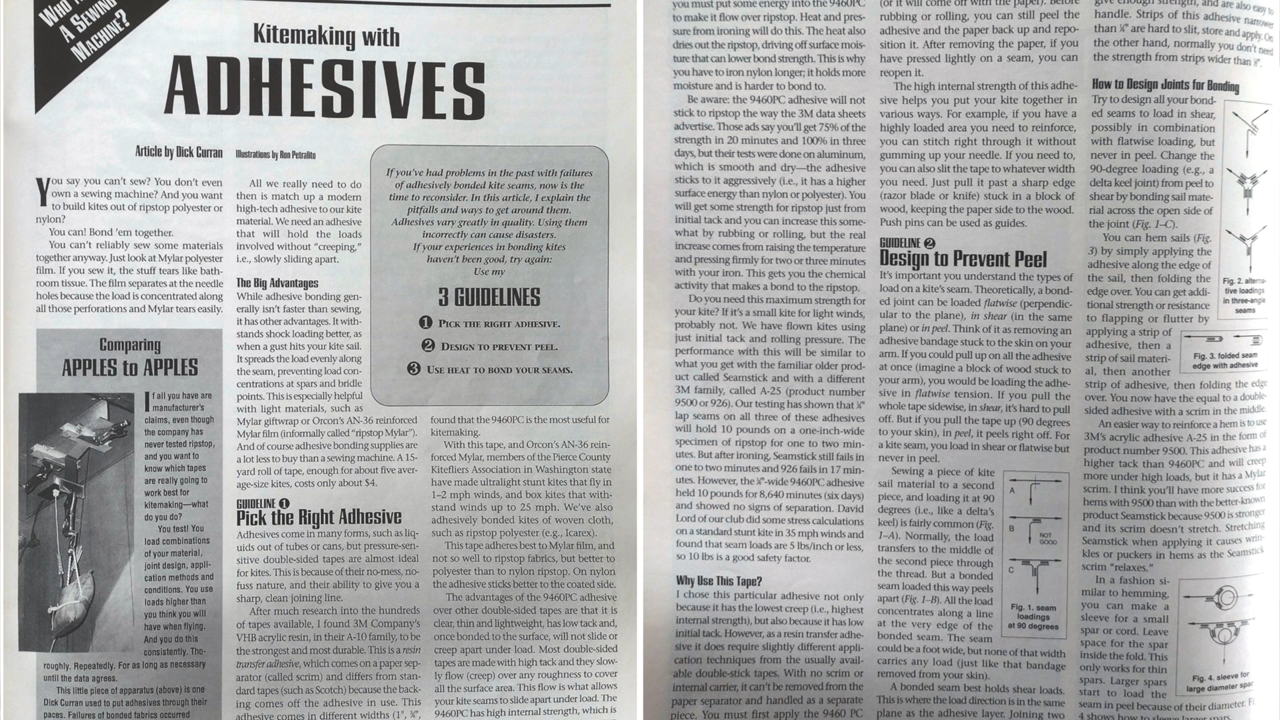 WHO
A SEWING
MACHINE?
Kitemaking with
ADHESIVES
Article by Dick Curran Illustrations by Ron Petralito
You say you can't sew? You don't even
own a sewing machine? And you want
to build kites out of ripstop polyester or
nylon?
You can! Bond 'em together.
You can't reliably sew some materials
together anyway. Just look at Mylar polyester
film. If you sew it, the stuff tears like bath-
room tissue. The film separates at the needle
holes because the load is concentrated along
all those perforations and Mylar tears easily.
Comparing
APPLES to APPLES
If all you have are
manufacturer's
claims, even though
the company has
never tested ripstop,
and you want to
know which tapes
are really going to
work best for
kitemaking—what
do you do?
You test! You
load combinations
of your material,
joint design, appli-
cation methods and
conditions. You use
loads higher than
you think you will
have when flying.
And you do this
consistently. Tho-
roughly. Repeatedly. For as long as necessary
until the data agrees.
This little piece of apparatus (above) is one
Dick Curran used to put adhesives through their
paces. Failures of bonded fabrics occurred
All we really need to do
then is match up a modern
high-tech adhesive to our kite
material. We need an adhesive
that will hold the loads
involved without "creeping,"
i.e., slowly sliding apart.
The Big Advantages
While adhesive bonding gen-
erally isn't faster than sewing,
it has other advantages. It with-
stands shock loading better, as
when a gust hits your kite sail.
It spreads the load evenly along
the seam, preventing load con-
centrations at spars and bridle
points. This is especially helpful
with light materials, such as
Mylar giftwrap or Orcon's AN-36 reinforced
Mylar film (informally called "ripstop Mylar").
And of course adhesive bonding supplies are
a lot less to buy than a sewing machine. A 15-
yard roll of tape, enough for about five aver-
age-size kites, costs only about $4.
GUIDELINE ❶
Pick the Right Adhesive
Adhesives come in many forms, such as liq-
uids out of tubes or cans, but pressure-sen-
sitive double-sided tapes are almost ideal
for kites. This is because of their no-mess, no-
fuss nature, and their ability to give you a
sharp, clean joining line.
After much research into the hundreds
of tapes available, I found 3M Company's
VHB acrylic resin, in their A-10 family, to be
the strongest and most durable. This is a resin
transfer adhesive, which comes on a paper sep-
arator (called scrim) and differs from stan-
dard tapes (such as Scotch) because the back-
ing comes off the adhesive in use. This
adhesive comes in different widths (1",
If you've had problems in the past with failures
of adhesively bonded kite seams, now is the
time to reconsider. In this article, I explain the
pitfalls and ways to get around them.
Adhesives vary greatly in quality. Using them
incorrectly can cause disasters.
If your experiences in bonding kites
haven't been good, try again:
Use my
3 GUIDELINES
❶ PICK THE RIGHT ADHESIVE.
❷ DESIGN TO PREVENT PEEL.
❸ USE HEAT TO BOND YOUR SEAMS.
found that the 9460PC is the most useful for
kitemaking.
With this tape, and Orcon's AN-36 rein-
forced Mylar, members of the Pierce County
Kitefliers Association in Washington state
have made ultralight stunt kites that fly in
1–2 mph winds, and box kites that with-
stand winds up to 25 mph. We've also
adhesively bonded kites of woven cloth,
such as ripstop polyester (e.g., Icarex).
This tape adheres best to Mylar film, and
not so well to ripstop fabrics, but better to
polyester than to nylon ripstop. On nylon
the adhesive sticks better to the coated side.
The advantages of the 9460PC adhesive
over other double-sided tapes are that it is
clear, thin and lightweight, has low tack and,
once bonded to the surface, will not slide or
creep apart under load. Most double-sided
tapes are made with high tack and they slow-
ly flow (creep) over any roughness to cover
all the surface area. This flow is what allows
your kite seams to slide apart under load. The
9460PC has high internal strength, which is
you must put some energy into the 9460PC
to make it flow over ripstop. Heat and pres-
sure from ironing will do this. The heat also
dries out the ripstop, driving off surface mois-
ture that can lower bond strength. This is why
you have to iron nylon longer; it holds more
moisture and is harder to bond to.
Be aware: the 9460PC adhesive will not
stick to ripstop the way the 3M data sheets
advertise. Those ads say you'll get 75% of the
strength in 20 minutes and 100% in three
days, but their tests were done on aluminum,
which is smooth and dry—the adhesive
sticks to it aggressively (i.e., it has a higher
surface energy than nylon or polyester). You
will get some strength for ripstop just from
initial tack and you can increase this some-
what by rubbing or rolling, but the real
increase comes from raising the temperature
and pressing firmly for two or three minutes
with your iron. This gets you the chemical
activity that makes a bond to the ripstop.
Do you need this maximum strength for
your kite? If it's a small kite for light winds,
probably not. We have flown kites using
just initial tack and rolling pressure. The
performance with this will be similar to
what you get with the familiar older prod-
uct called Seamstick and with a different
3M family, called A-25 (product number
9500 or 926). Our testing has shown that
lap seams on all three of these adhesives
will hold 10 pounds on a one-inch-wide
specimen of ripstop for one to two min-
utes. But after ironing, Seamstick still fails in
one to two minutes and 926 fails in 17 min-
utes. However, the -wide 9460PC adhesive
held 10 pounds for 8,640 minutes (six days)
and showed no signs of separation. David
Lord of our club did some stress calculations
on a standard stunt kite in 35 mph winds and
found that seam loads are 5 lbs/inch or less,
so 10 lbs is a good safety factor.
Why Use This Tape?
I chose this particular adhesive not only
because it has the lowest creep (i.e., highest
internal strength), but also because it has low
initial tack. However, as a resin transfer adhe-
sive it does require slightly different appli-
cation techniques from the usually avail-
able double-stick tapes. With no scrim or
internal carrier, it can't be removed from the
paper separator and handled as a separate
piece. You must first apply the 9460 PC
(or it will come off with the paper). Before
rubbing or rolling, you can still peel the
adhesive and the paper back up and repo-
sition it. After removing the paper, if you
have pressed lightly on a seam, you can
reopen it.
The high internal strength of this adhe-
sive helps you put your kite together in
various ways. For example, if you have a
highly loaded area you need to reinforce,
you can stitch right through it without
gumming up your needle. If you need to,
you can also slit the tape to whatever width
you need. Just pull it past a sharp edge
(razor blade or knife) stuck in a block of
wood, keeping the paper side to the wood.
Push pins can be used as guides.
GUIDELINE ❷
Design to Prevent Peel
It's important you understand the types of
load on a kite's seam. Theoretically, a bond-
ed joint can be loaded flatwise (perpendic-
ular to the plane), in shear (in the same
plane) or in peel. Think of it as removing an
adhesive bandage stuck to the skin on your
arm. If you could pull up on all the adhesive
at once (imagine a block of wood stuck to
your arm), you would be loading the adhe-
sive in flatwise tension. If you pull the
whole tape sidewise, in shear, it's hard to pull
off. But if you pull the tape up (90 degrees
to your skin), in peel, it peels right off. For
a kite seam, you load in shear or flatwise but
never in peel.
Sewing a piece of kite
sail material to a second
piece, and loading it at 90
degrees (i.e., like a delta's
keel) is fairly common (Fig.
1–A). Normally, the load
transfers to the middle of
the second piece through
the thread. But a bonded
seam loaded this way peels
apart (Fig. 1–B). All the load
concentrates along a line
at the very edge of the
bonded seam. The seam
could be a foot wide, but none of that width
carries any load (just like that bandage
removed from your skin).
A bonded seam best holds shear loads.
This is where the load direction is in the same
plane as the adhesive layer. Joining two
A
B
NOT
GOOD
C
Fig. 1. seam
loadings
at 90 degrees
give enough strength, and are also easy to
handle. Strips of this adhesive narrower
than are hard to slit, store and apply. On
the other hand, normally you don't need
the strength from strips wider than
How to Design Joints for Bonding
Try to design all your bond-
ed seams to load in shear,
possibly in combination
with flatwise loading, but
never in peel. Change the
90-degree loading (e.g., a
delta keel joint) from peel to
shear by bonding sail mate-
rial across the open side of
the joint (Fig. 1–C).
You can hem sails (Fig.
3) by simply applying the
adhesive along the edge of
the sail, then folding the
edge over. You can get addi-
tional strength or resistance
to flapping or flutter by
applying a strip of
adhesive, then a
strip of sail materi-
al, then another
strip of adhesive, then folding the edge
over. You now have the equal to a double-
sided adhesive with a scrim in the middle.
An easier way to reinforce a hem is to use
3M's acrylic adhesive A-25 in the form of
product number 9500. This adhesive has a
higher tack than 9460PC and will creep
more under high loads, but it has a Mylar
scrim. I think you'll have more success for
hems with 9500 than with the better-known
product Seamstick because 9500 is stronger
and its scrim doesn't stretch. Stretching
Seamstick when applying it causes wrin-
kles or puckers in hems as the Seamstick
scrim "relaxes."
In a fashion si-
milar to hemming,
you can make a
sleeve for a small
spar or cord. Leave
space for the spar
inside the fold. This
only works for thin
spars. Larger spars
start to load the
seam in peel because of their diameter.
Fig. 2. alterna-
tive loadings
in three-angle
seams
Fig. 3. folded seam
edge with adhesive
Fig. 4. sleeve for
large diameter spar